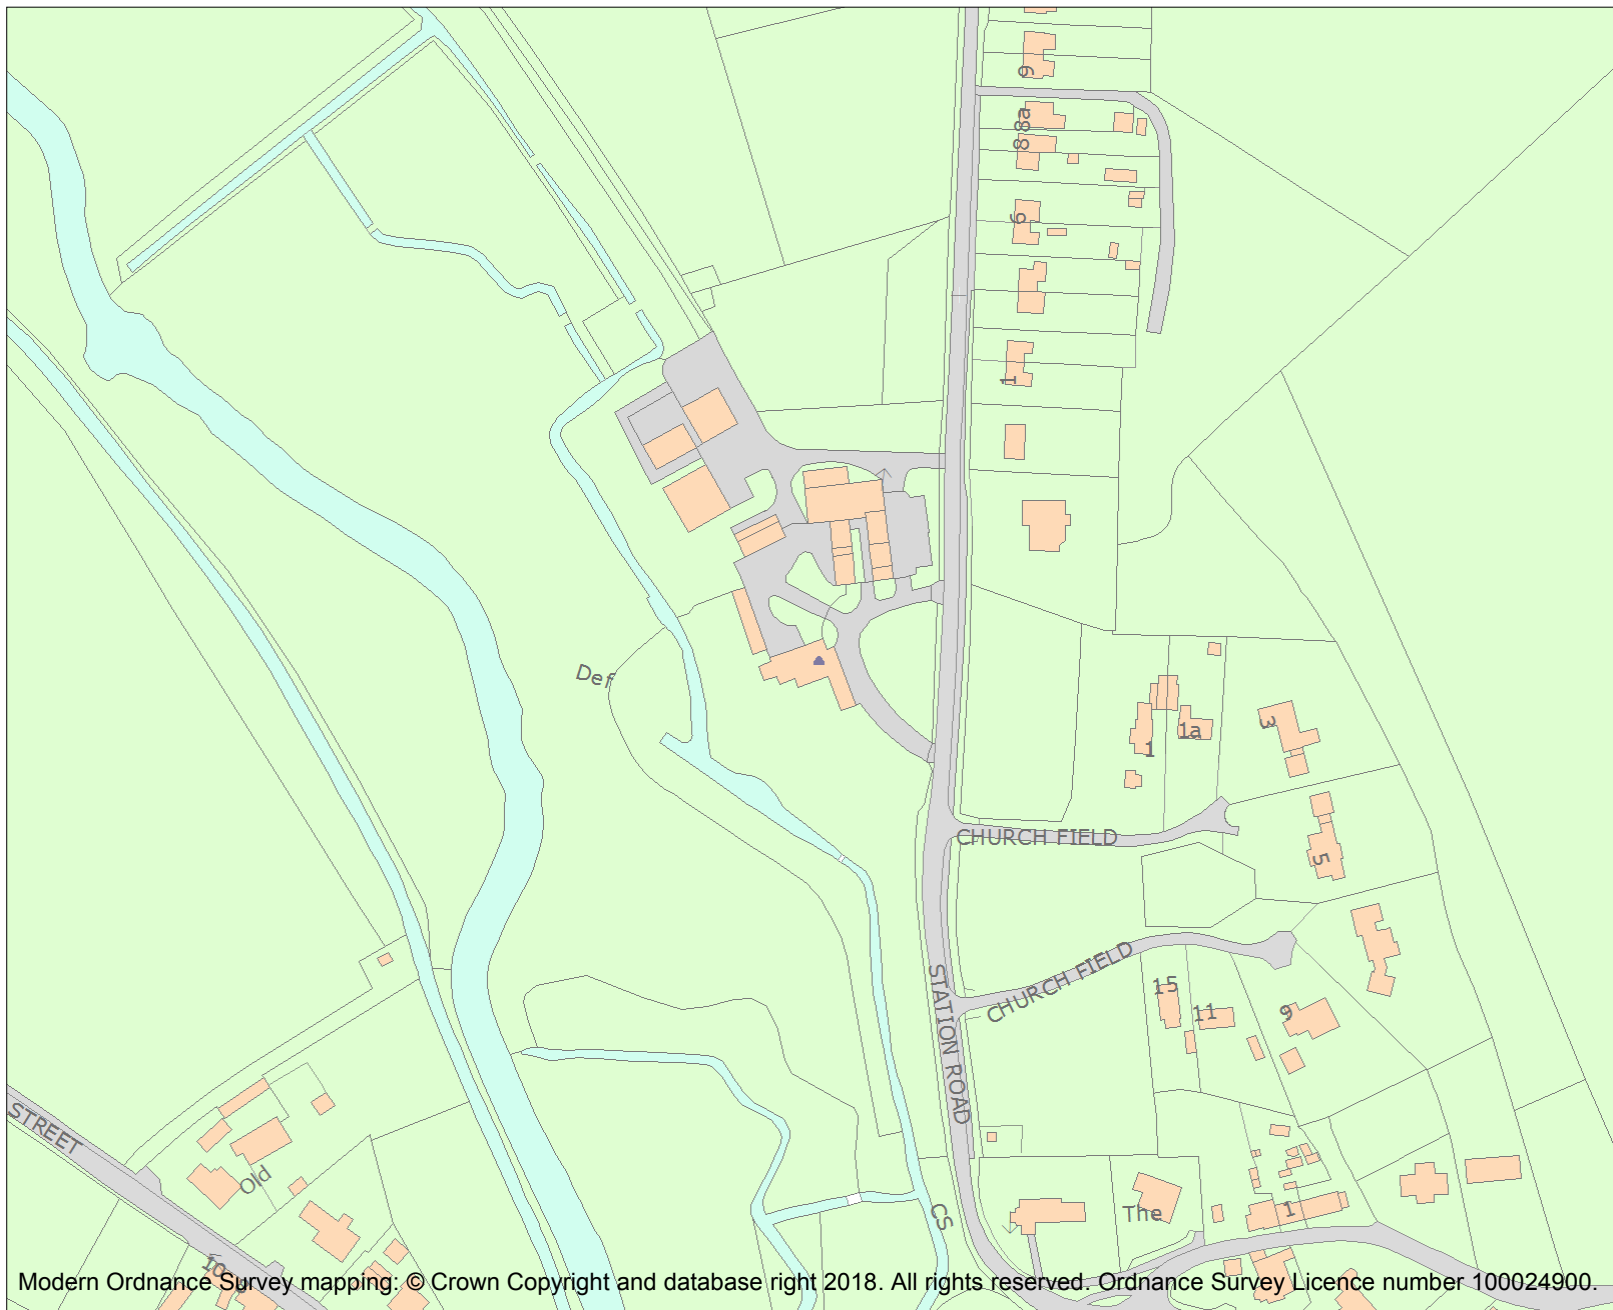 9
8a
8
6
1
Def
1
1a
3
CHURCH FIELD
5
CHURCH FIELD
15
11
9
STATION ROAD
STREET
Old
The
1
CS
Modern Ordnance Survey mapping: © Crown Copyright and database right 2018. All rights reserved. Ordnance Survey Licence number 100024900.